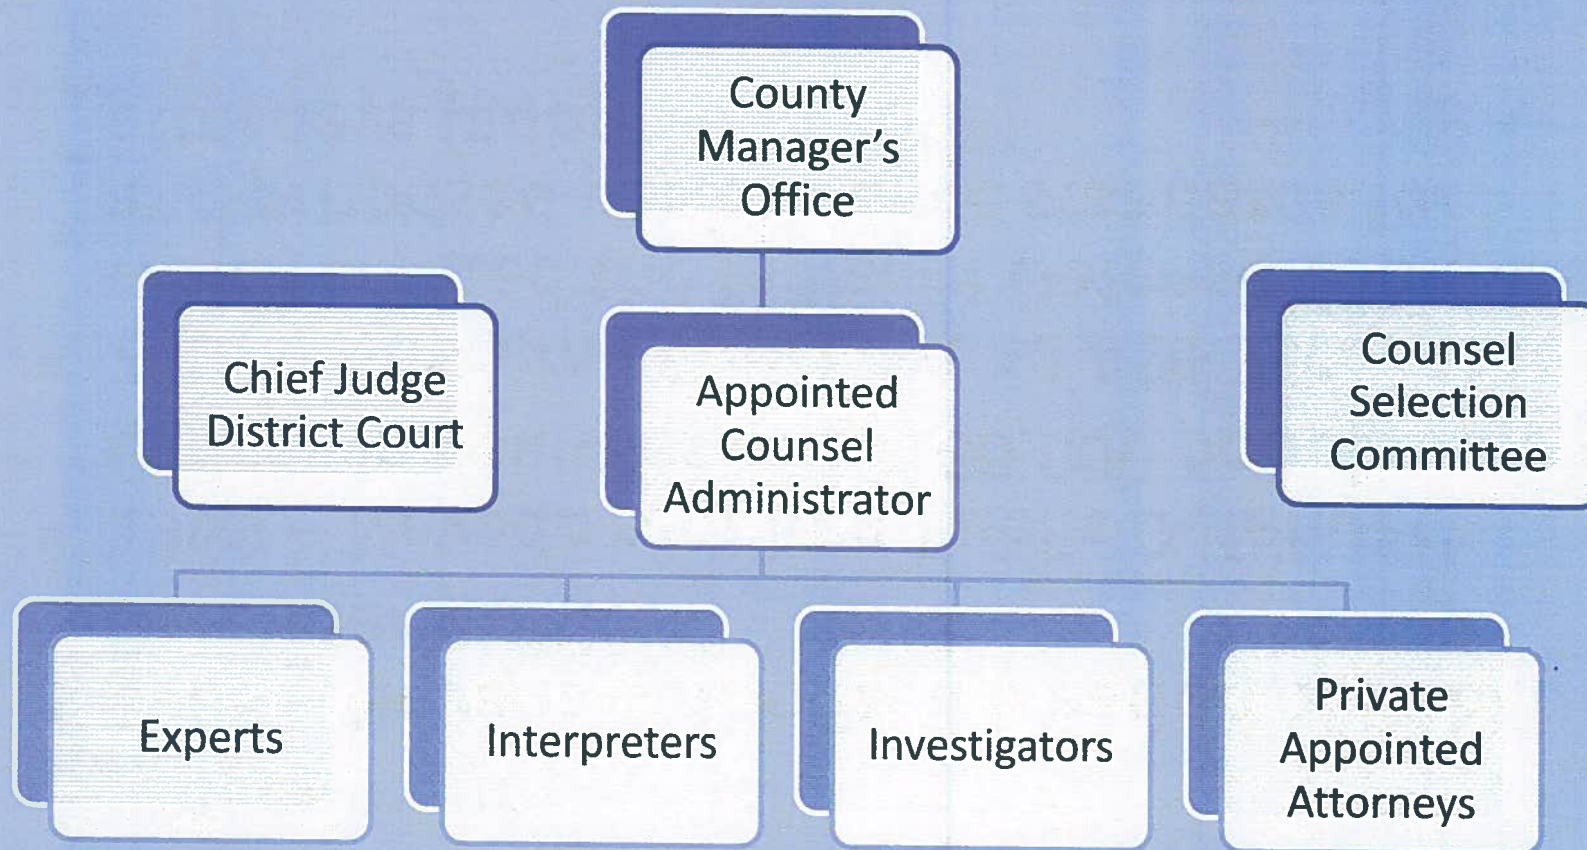 County
Manager's
Office
Chief Judge
District Court
Appointed
Counsel
Administrator
Counsel
Selection
Committee
Experts
Interpreters
Investigators
Private
Appointed
Attorneys